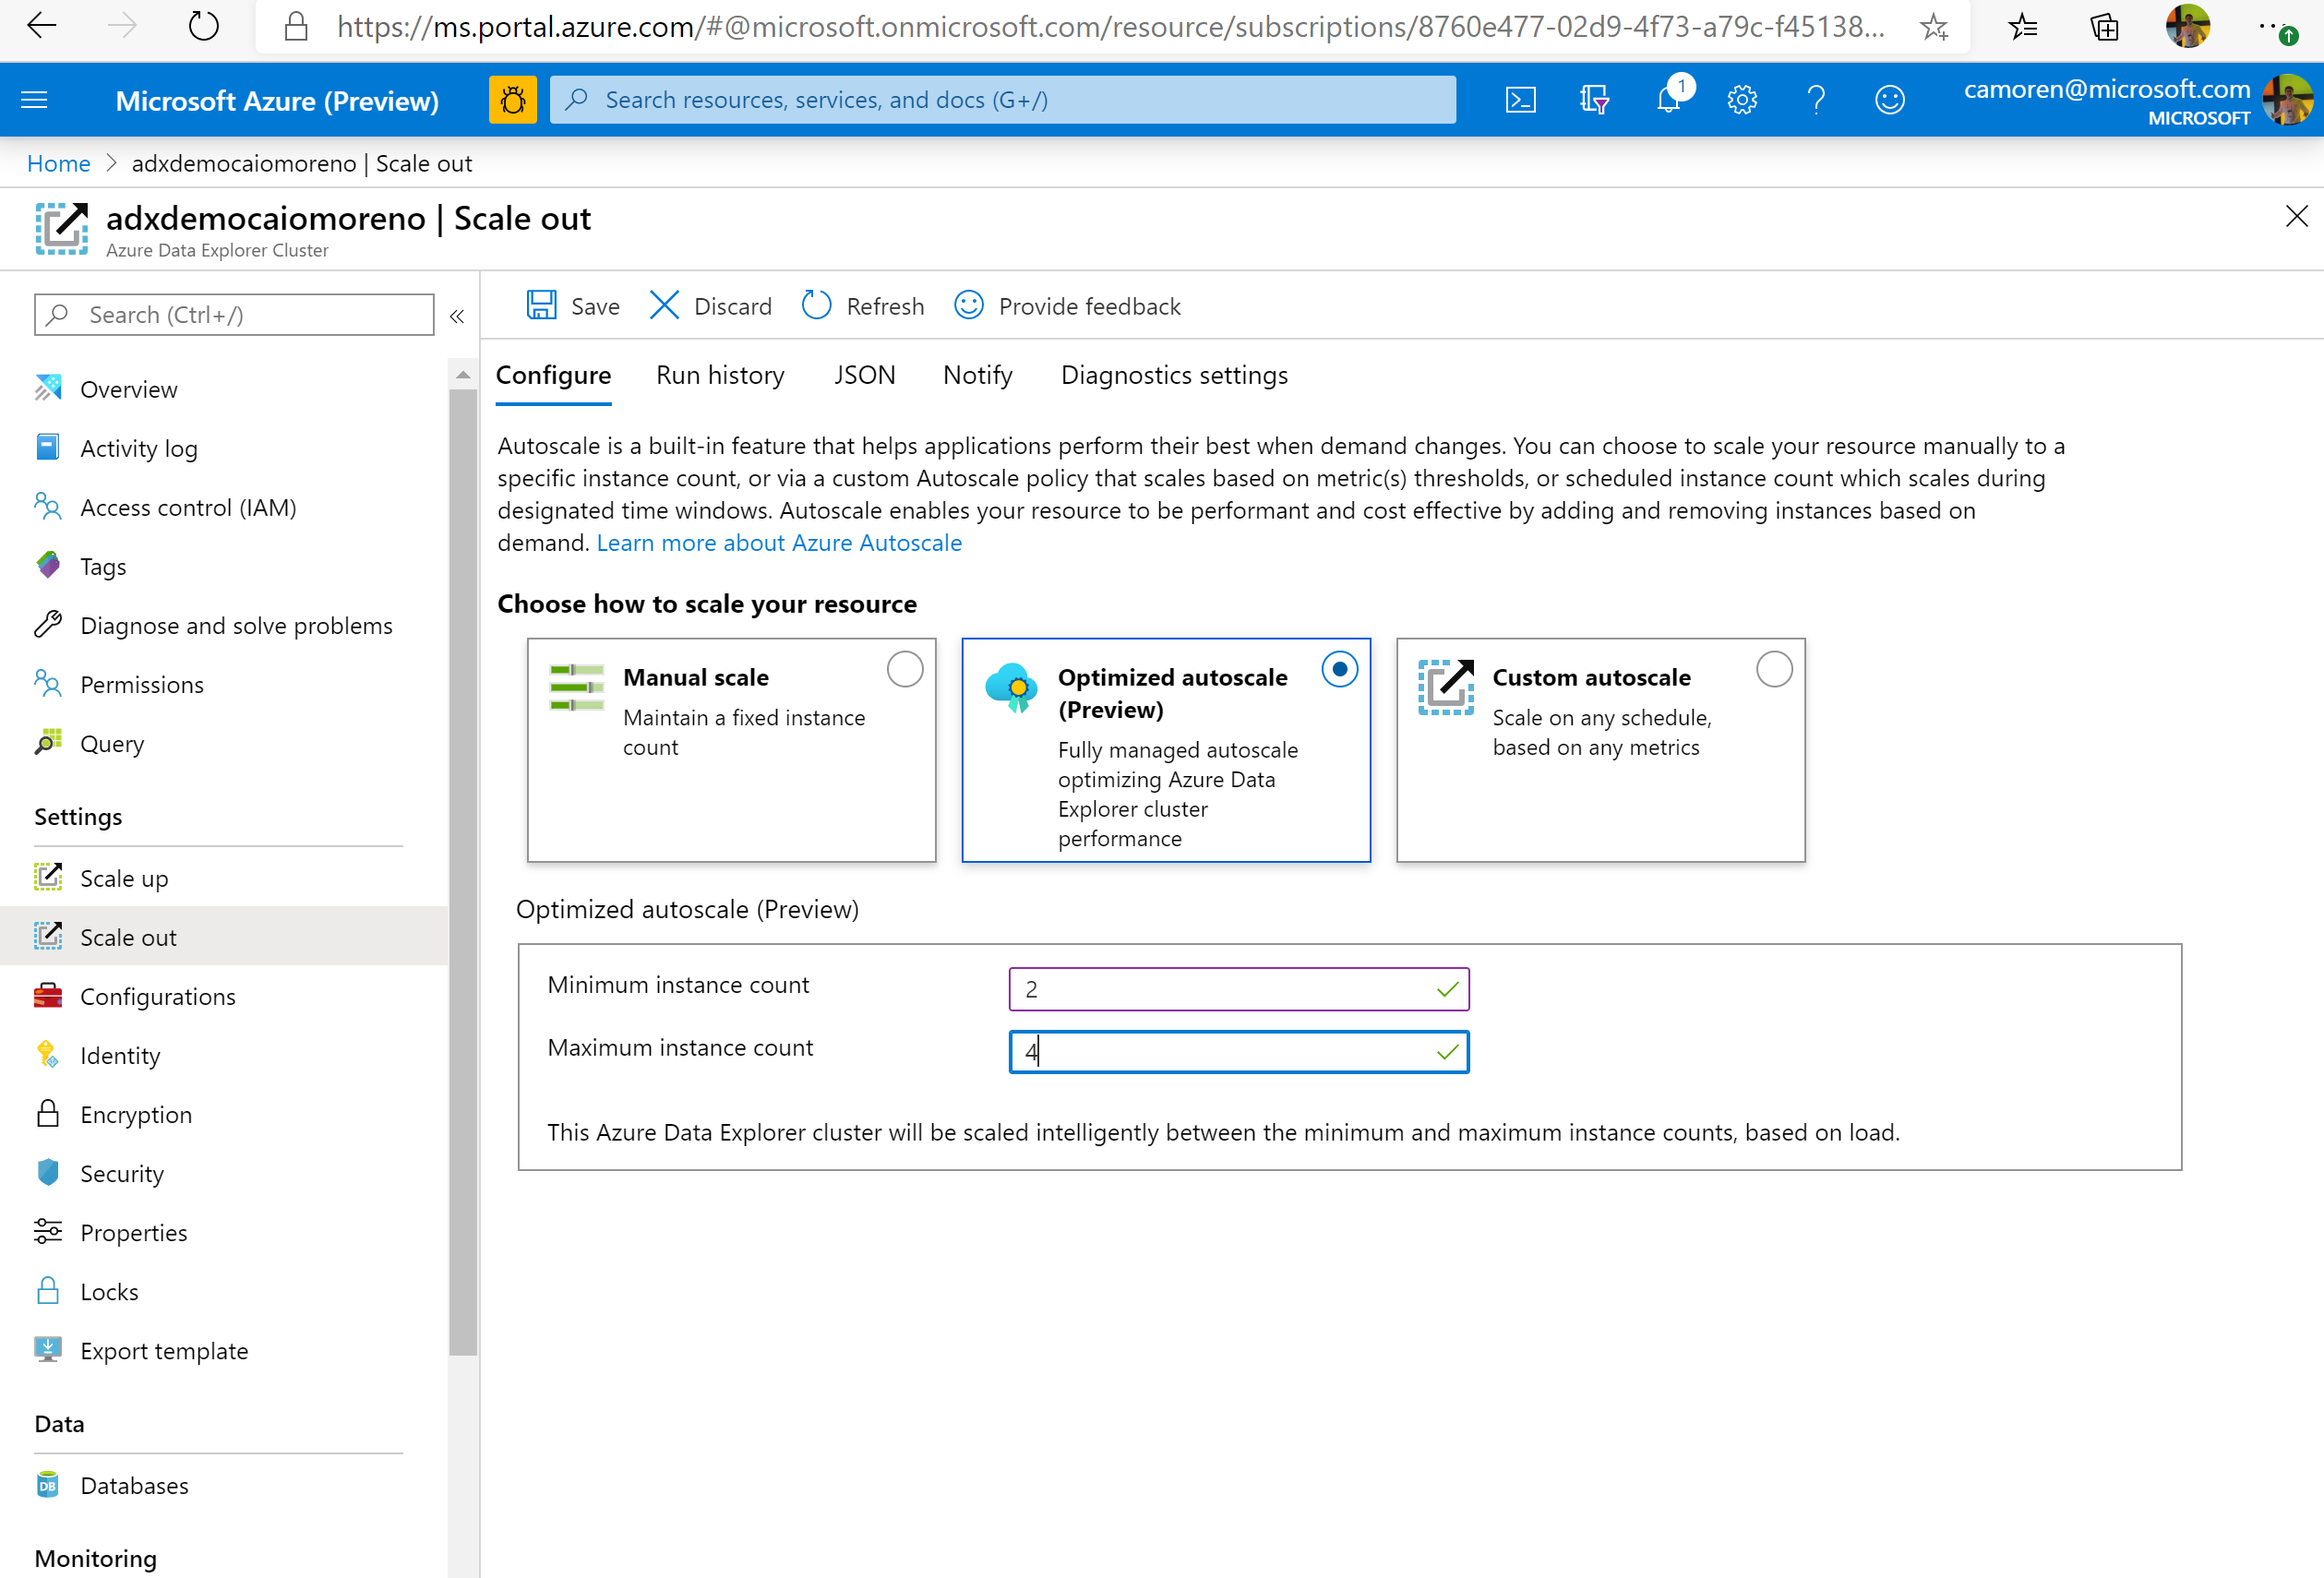 https://ms.portal.azure.com/#@microsoft.onmicrosoft.com/resource/subscriptions/8760e477-02d9-4f73-a79c-f45138...
Microsoft Azure (Preview)
Search resources, services, and docs (G+/)
1
camoren@microsoft.com
MICROSOFT
Home > adxdemocaiomoreno | Scale out
adxdemocaiomoreno | Scale out
Azure Data Explorer Cluster
Search (Ctrl+/)
«
Overview
Activity log
Access control (IAM)
Tags
Diagnose and solve problems
Permissions
Query
Settings
Scale up
Scale out
Configurations
Identity
Encryption
Security
Properties
Locks
Export template
Data
DB
Databases
Monitoring
Save
Discard
Refresh
Provide feedback
Configure
Run history
JSON
Notify
Diagnostics settings
Autoscale is a built-in feature that helps applications perform their best when demand changes. You can choose to scale your resource manually to a
specific instance count, or via a custom Autoscale policy that scales based on metric(s) thresholds, or scheduled instance count which scales during
designated time windows. Autoscale enables your resource to be performant and cost effective by adding and removing instances based on
demand. Learn more about Azure Autoscale
Choose how to scale your resource
Manual scale
Maintain a fixed instance
count
Optimized autoscale
(Preview)
Fully managed autoscale
optimizing Azure Data
Explorer cluster
performance
Custom autoscale
Scale on any schedule,
based on any metrics
Optimized autoscale (Preview)
Minimum instance count
2
Maximum instance count
4
This Azure Data Explorer cluster will be scaled intelligently between the minimum and maximum instance counts, based on load.